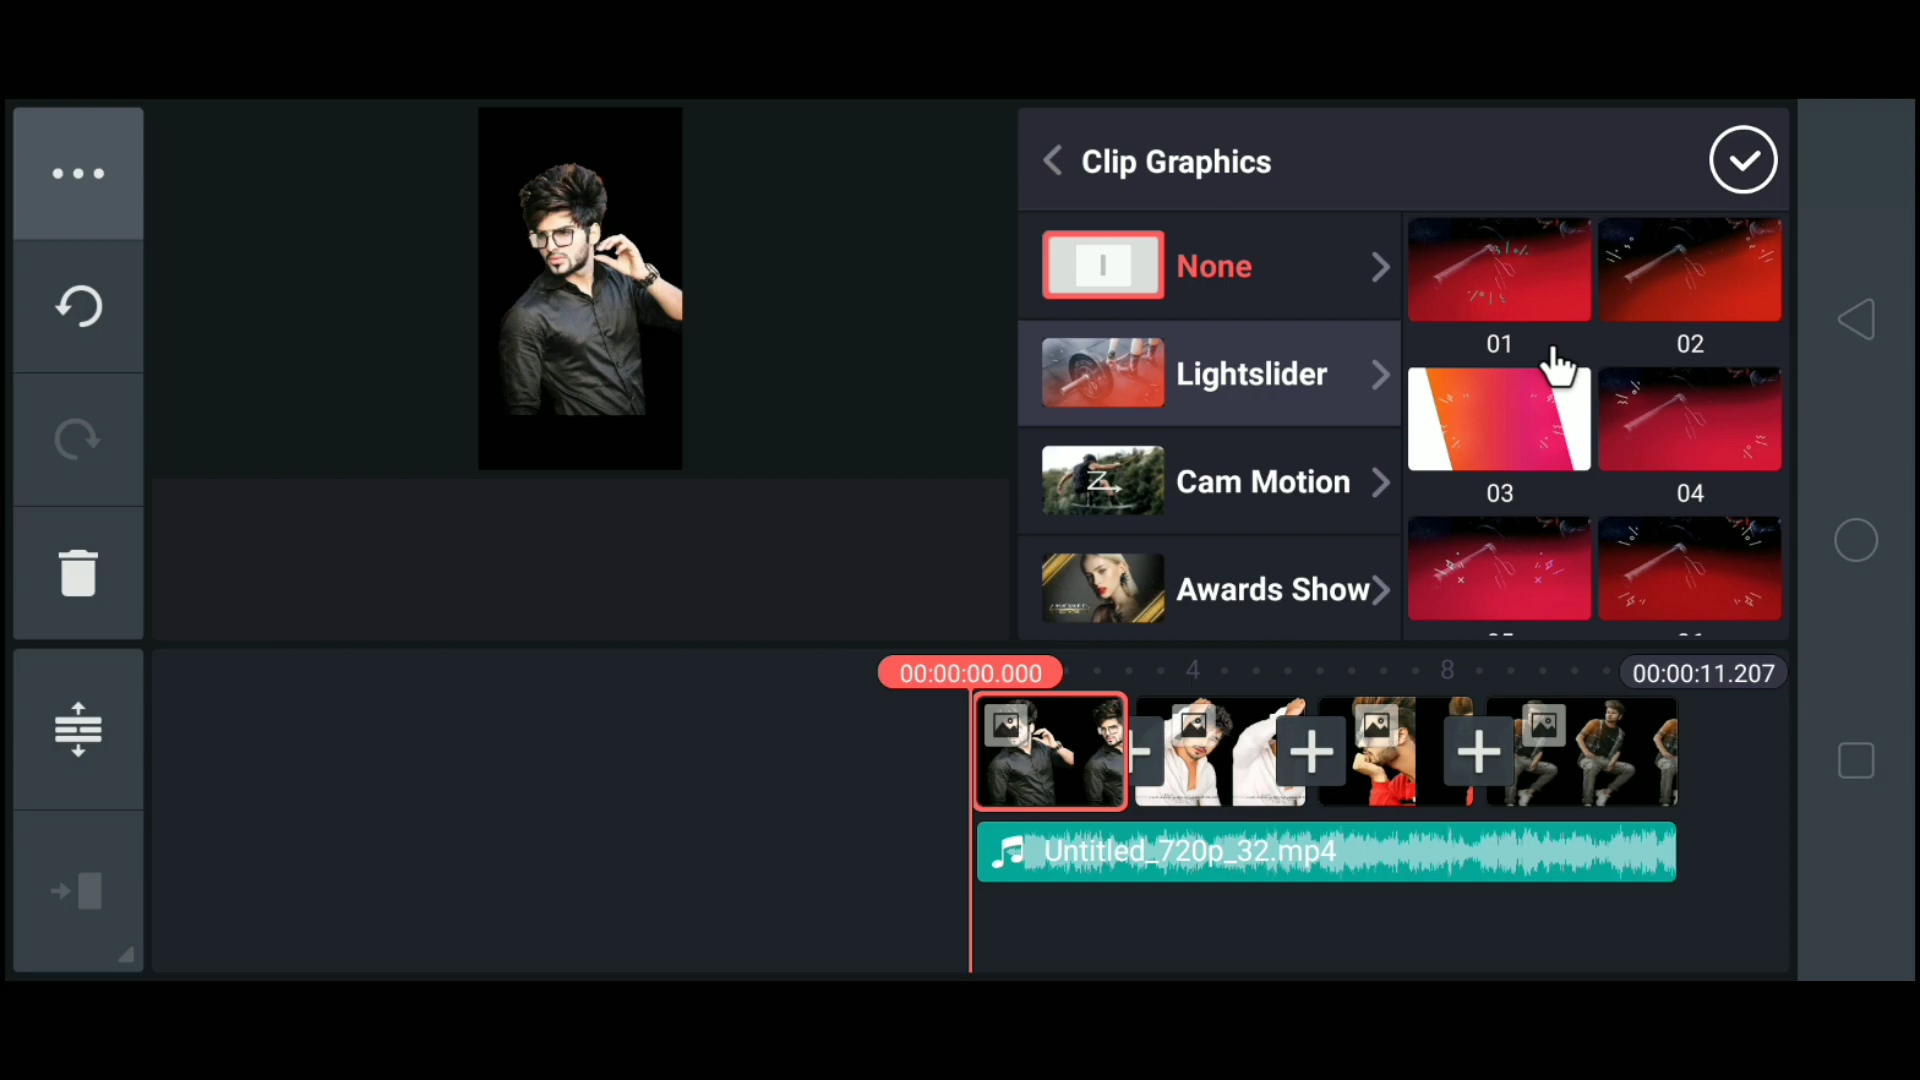 Clip Graphics
None
Lightslider
Cam Motion
Awards Show
01
02
03
04
00:00:00.000
4
8
00:00:11.207
Untitled_720p_32.mp4